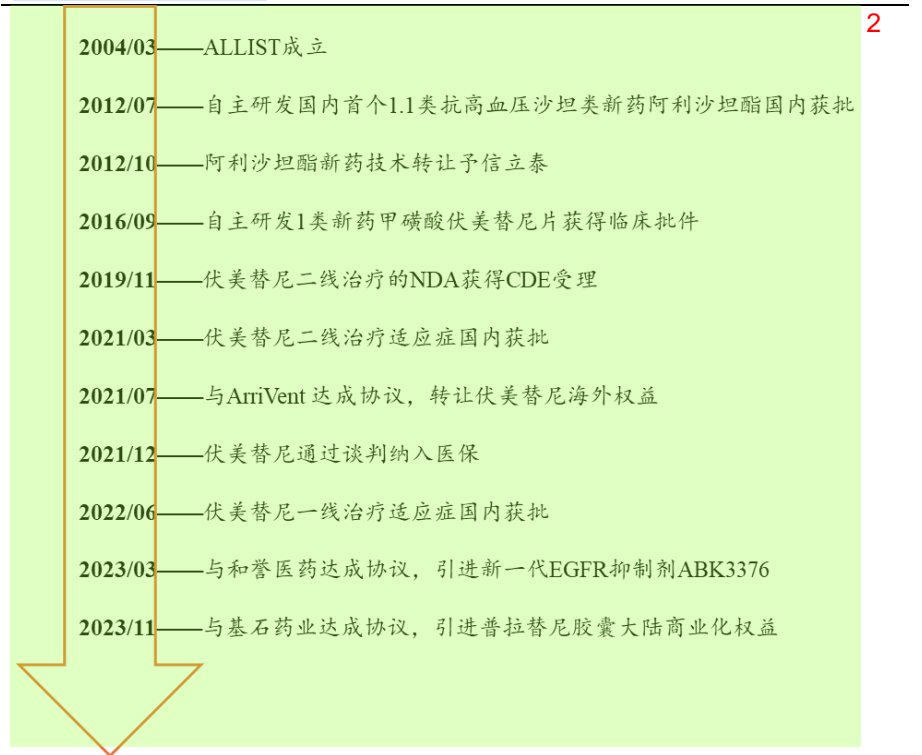 2
2004/03——ALLIST成立
2012/07——自主研发国内首个1.1类抗高血压沙坦类新药阿利沙坦酯国内获批
2012/10——阿利沙坦酯新药技术转让予信立泰
2016/09——自主研发1类新药甲磺酸伏美替尼片获得临床批件
2019/11——伏美替尼二线治疗的NDA获得CDE受理
2021/03——伏美替尼二线治疗适应症国内获批
2021/07——与ArriVent 达成协议，转让伏美替尼海外权益
2021/12——伏美替尼通过谈判纳入医保
2022/06——伏美替尼一线治疗适应症国内获批
2023/03——与和誉医药达成协议，引进新一代EGFR抑制剂ABK3376
2023/11——与基石药业达成协议，引进普拉替尼胶囊大陆商业化权益